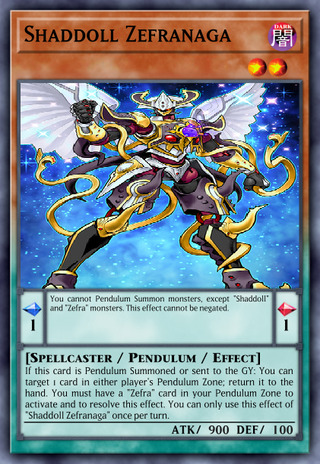 Shaddoll Zefranaga
DARK
闇
You cannot Pendulum Summon monsters, except "Shaddoll"
and "Zefra" monsters. This effect cannot be negated.
1
1
[Spellcaster / Pendulum / Effect]
If this card is Pendulum Summoned or sent to the GY: You can
target 1 card in either player's Pendulum Zone; return it to
the hand. You must have a "Zefra" card in your Pendulum Zone to
activate and to resolve this effect. You can only use this effect of
"Shaddoll Zefranaga" once per turn.
ATK/ 900 DEF/ 100